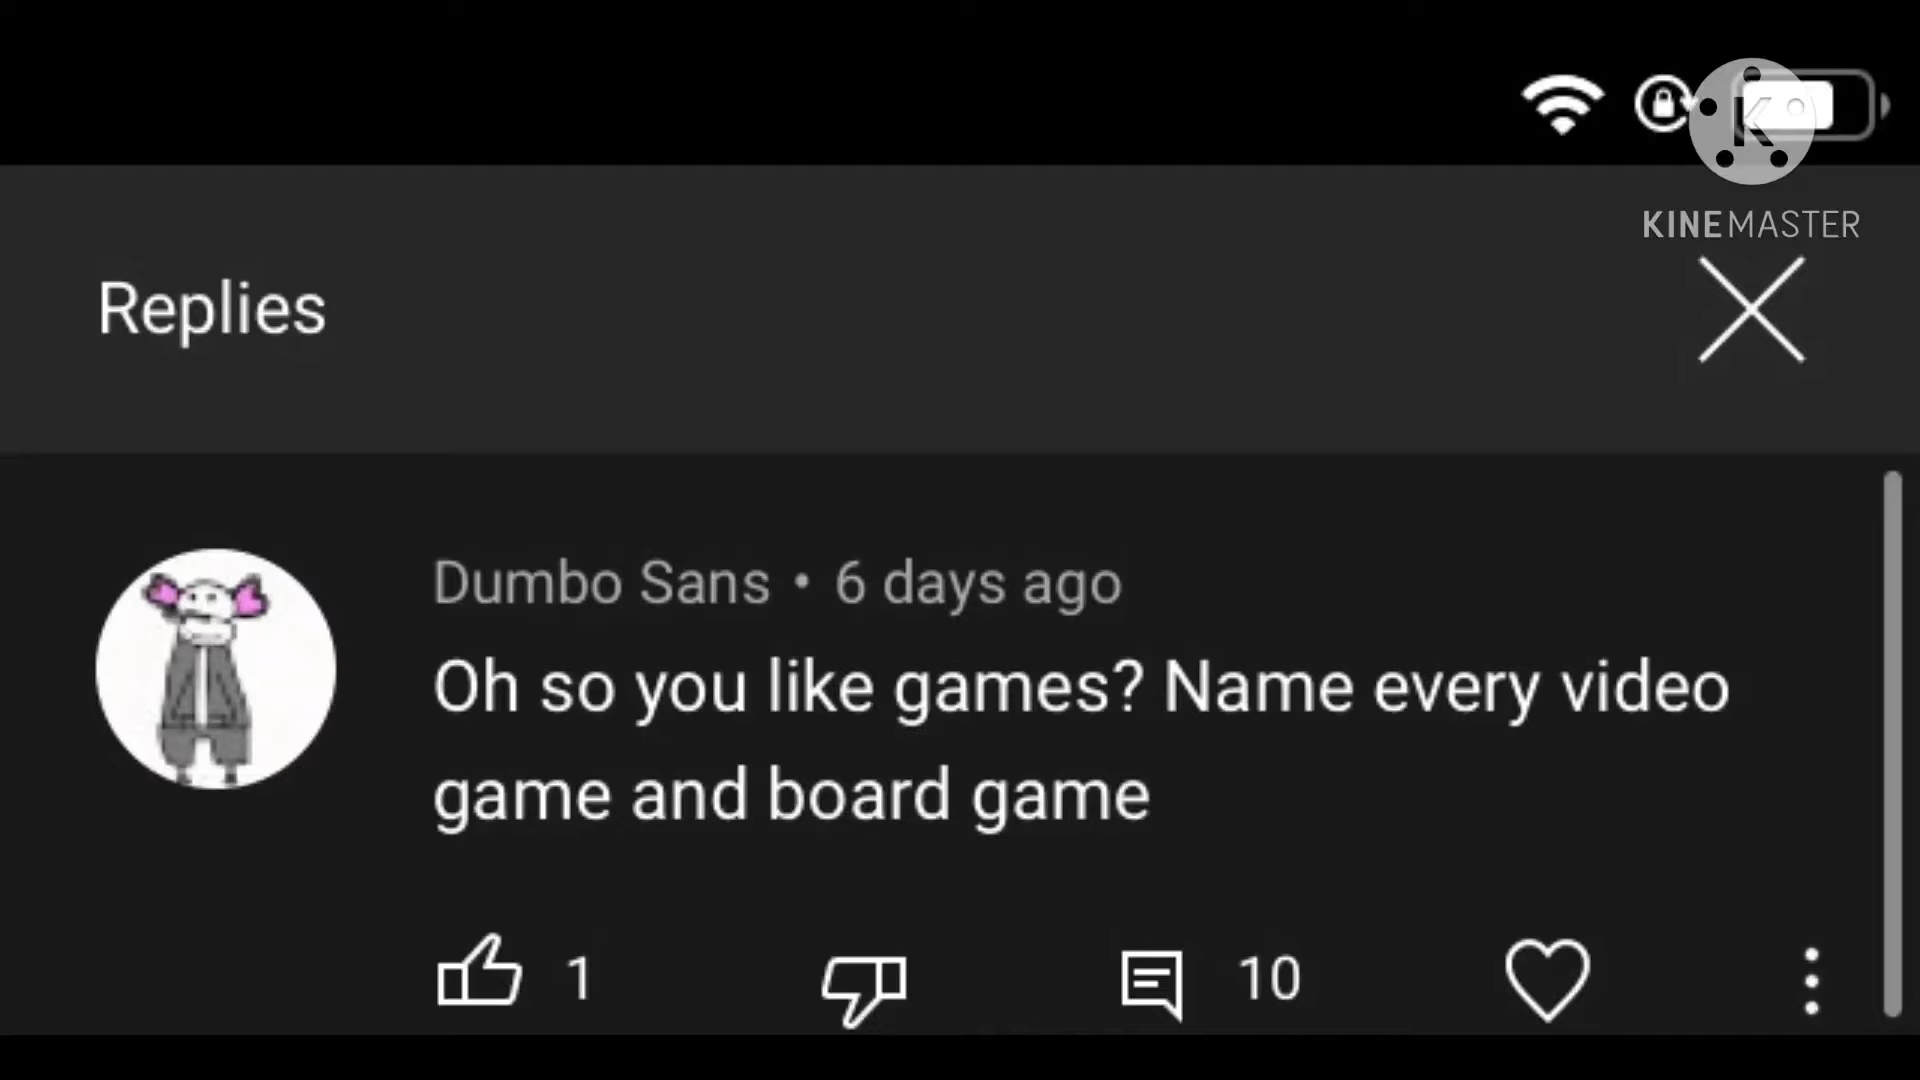 KINEMASTER
Replies
Dumbo Sans • 6 days ago
Oh so you like games? Name every video
game and board game
1
10